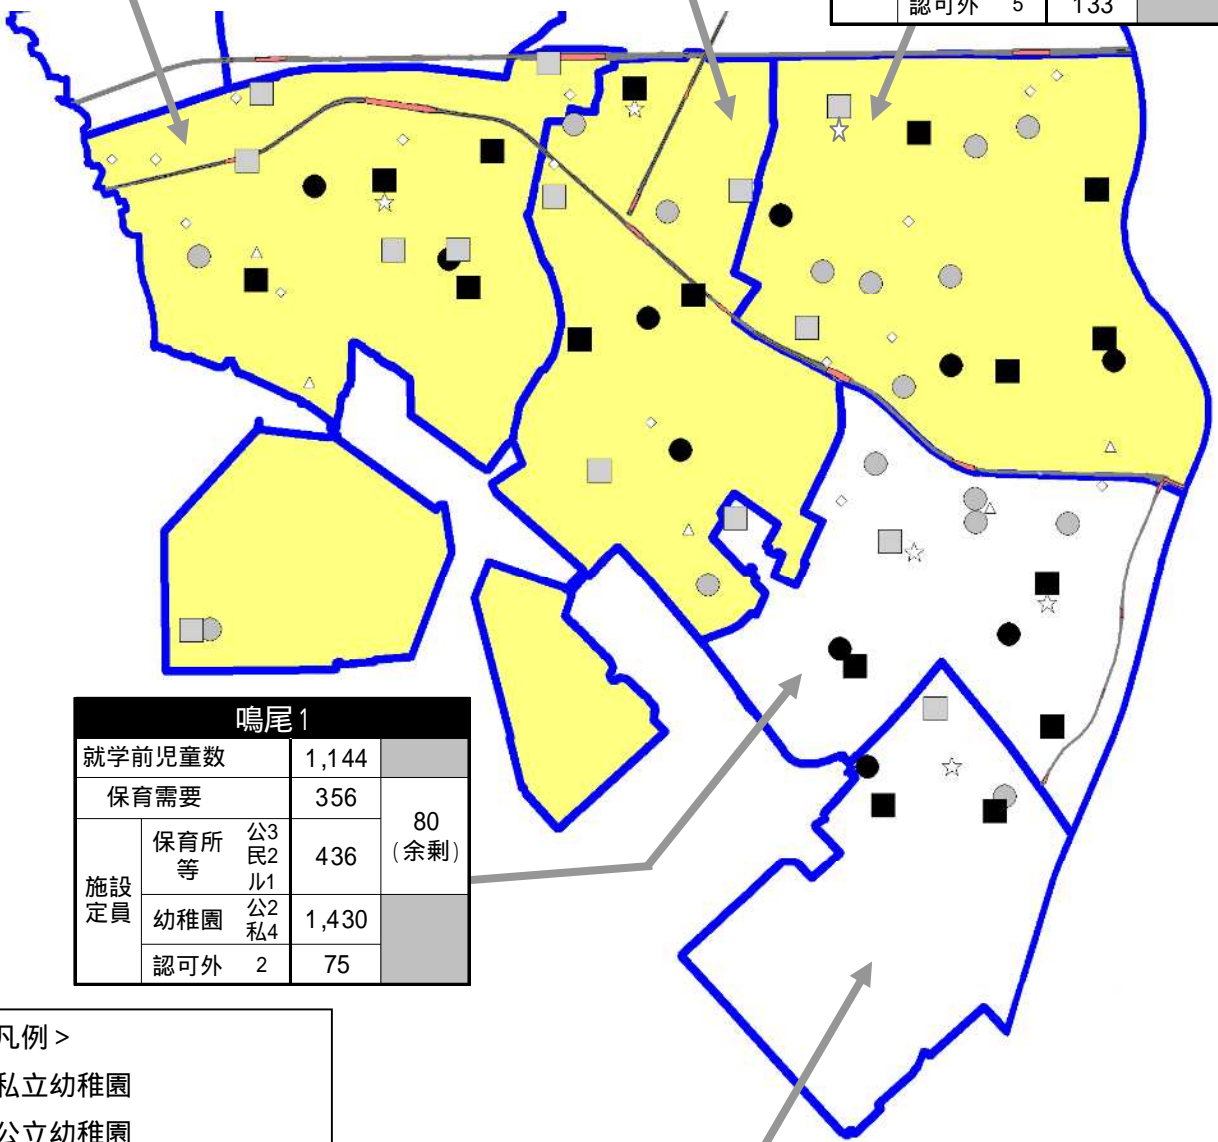 認可外 5 133
鳴尾1
就学前児童数 1,144
保育需要 356
80
(余剰)
施設
定員
保育所
等
公3
民2
ル1
436
幼稚園
公2
私4
1,430
認可外 2 75
凡例>
私立幼稚園
公立幼稚園